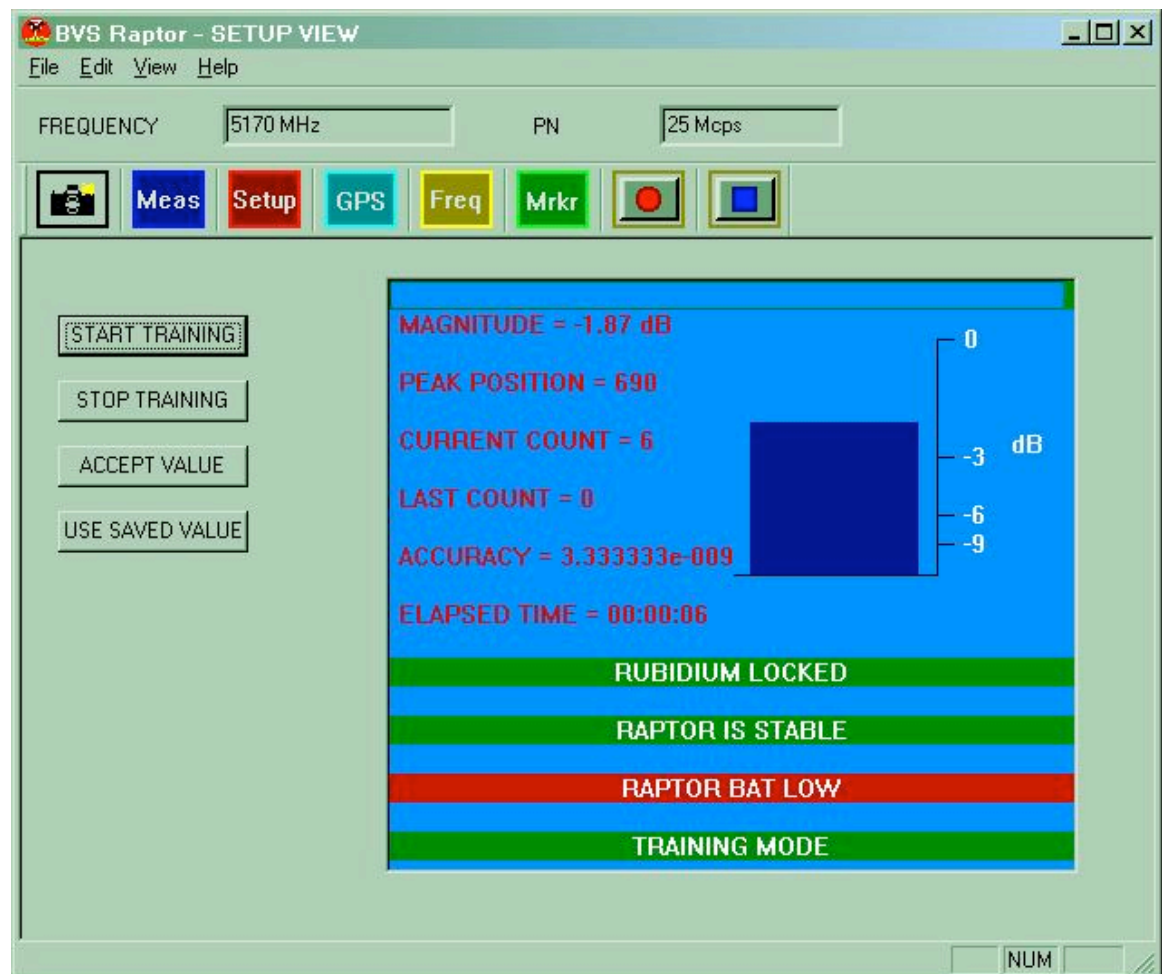 BVS Raptor - SETUP VIEW
File Edit View Help
FREQUENCY 5170 MHz PN 25 Mcps
Meas Setup GPS Freq Mrkr
START TRAINING
STOP TRAINING
ACCEPT VALUE
USE SAVED VALUE
MAGNITUDE = -1.87 dB
PEAK POSITION = 690
CURRENT COUNT = 6
LAST COUNT = 0
ACCURACY = 3.333333e-009
ELAPSED TIME = 00:00:06
0
-3 dB
-6
-9
RUBIDIUM LOCKED
RAPTOR IS STABLE
RAPTOR BAT LOW
TRAINING MODE
NUM